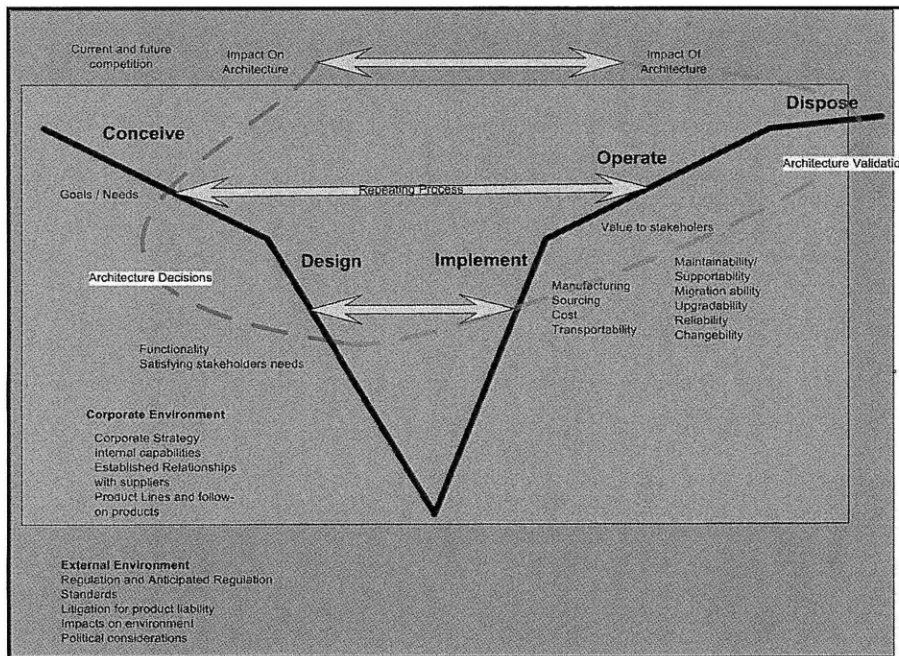 Current and future
competition
Impact On
Architecture
Impact Of
Architecture
Dispose
Conceive
Operate
Architecture Validatio
Goals / Needs
Repeating Process
Value to stakeholers
Design
Implement
Architecture Decisions
Maintainability/
Supportability
Migration ability
Upgradability
Reliability
Changebility
Manufacturing
Sourcing
Cost
Transportability
Functionality
Satisfying stakeholders needs
Corporate Environment
Corporate Strategy
internal capabilities
Established Relationships
with suppliers
Product Lines and follow-
on products
External Environment
Regulation and Anticipated Regulation
Standards
Litigation for product liability
Impacts on environment
Political considerations